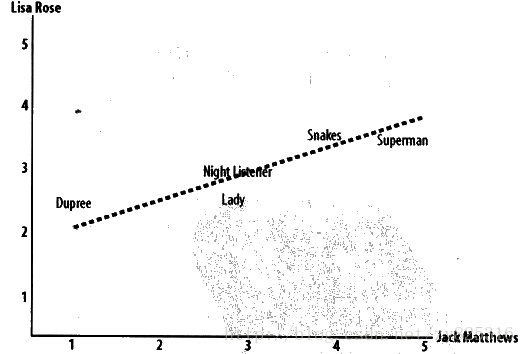 Lisa Rose
5
4
Snakes
Superman
3
Night Listener
Lady
Dupree
2
1
1
2
3
4
5
Jack Matthews